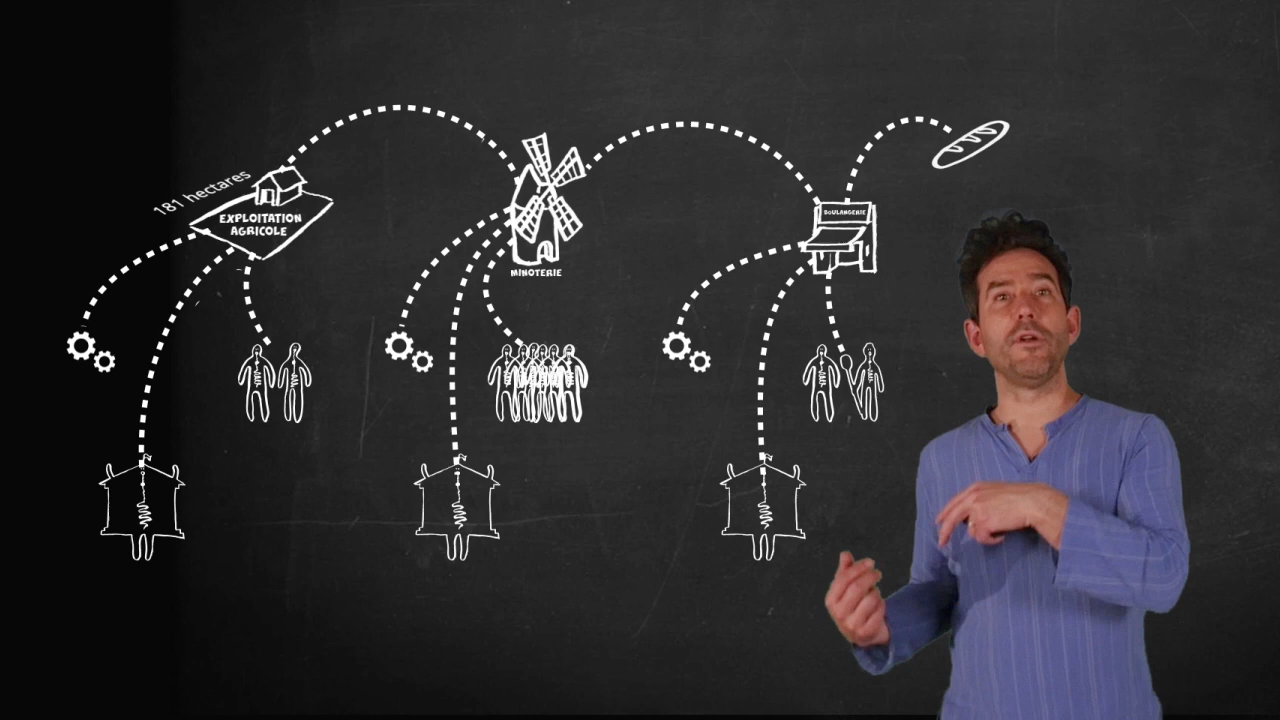 181 hectares
EXPLOITATION
AGRICOLE
MINOTERIE
BOULANGERIE